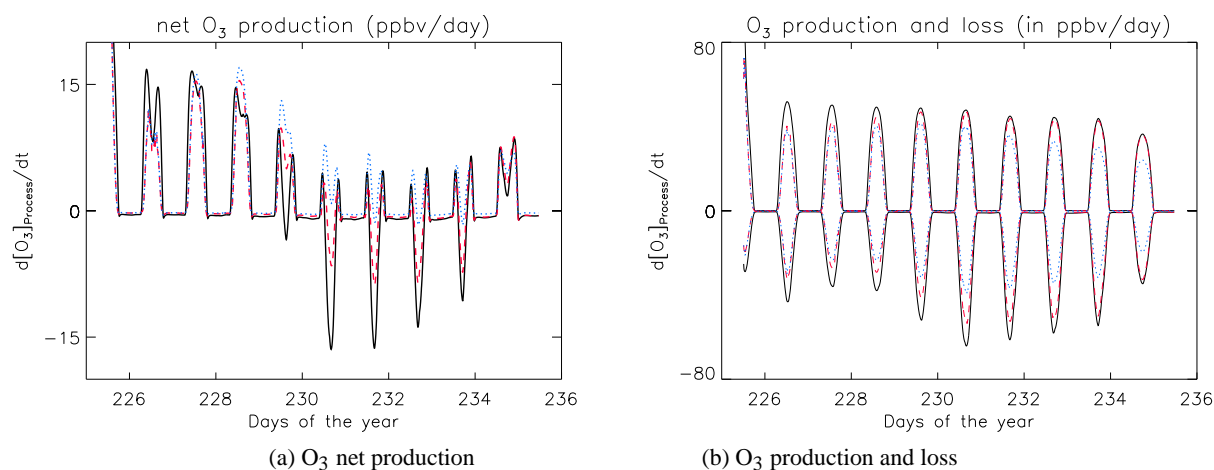 net O₃ production (ppbv/day)
d[O₃]Process/dt
15
0
−15
226 228 230 232 234 236
Days of the year
(a) O₃ net production
O₃ production and loss (in ppbv/day)
d[O₃]Process/dt
80
0
−80
226 228 230 232 234 236
Days of the year
(b) O₃ production and loss